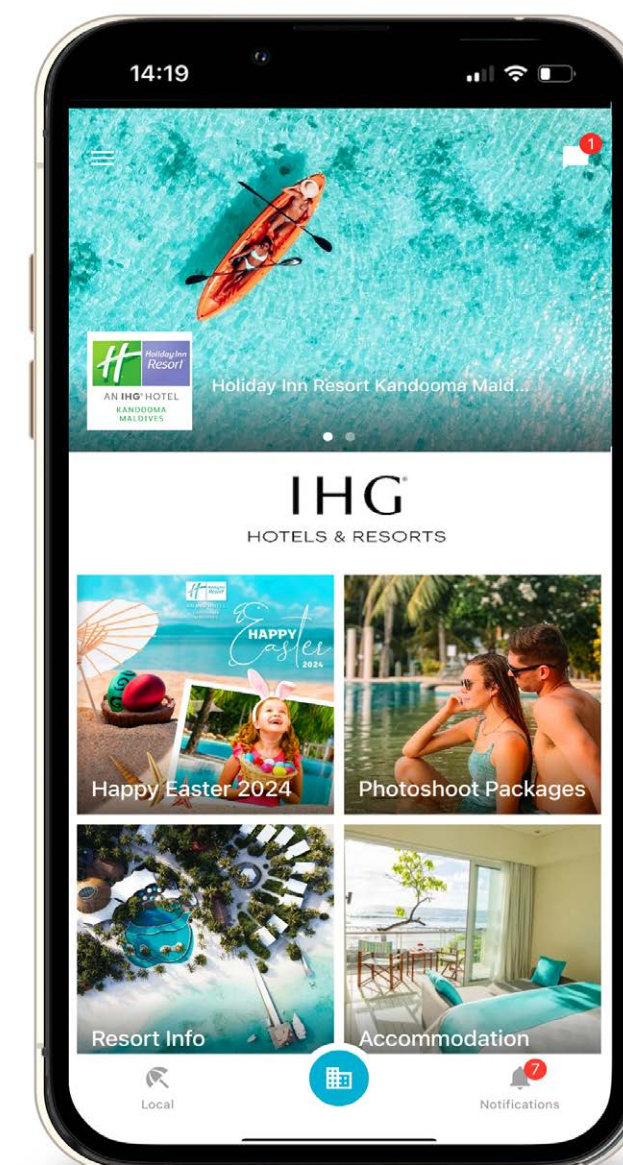 14:19
1
Holiday Inn
Resort
AN IHG® HOTEL
KANDOOMA
MALDIVES
Holiday Inn Resort Kandooma Mald...
IHG®
HOTELS & RESORTS
HAPPY
Easter
2024
Happy Easter 2024
Photoshoot Packages
Resort Info
Accommodation
Local
7
Notifications